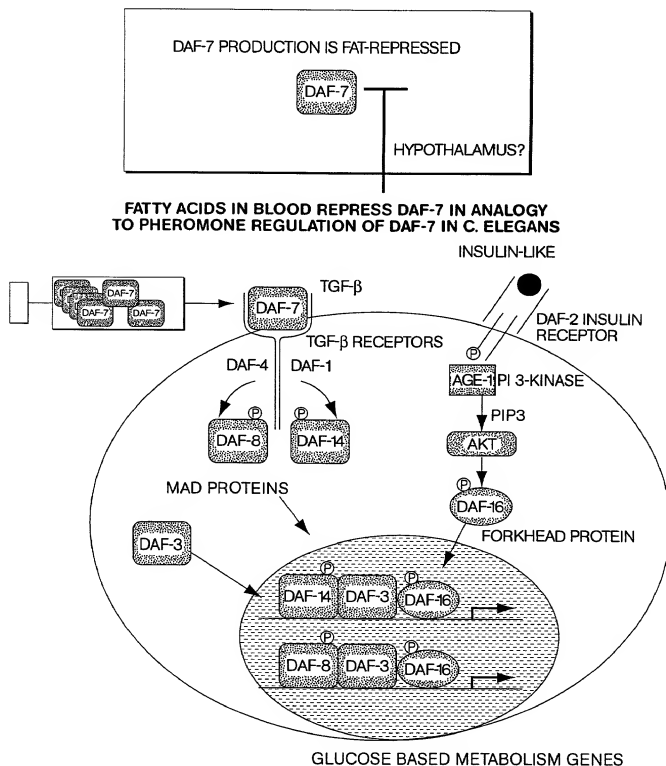 DAF-7 PRODUCTION IS FAT-REPRESSED
DAF-7
HYPOTHALAMUS?
FATTY ACIDS IN BLOOD REPRESS DAF-7 IN ANALOGY
TO PHEROMONE REGULATION OF DAF-7 IN C. ELEGANS
INSULIN-LIKE
DAF-7
DAF-7
DAF-7
DAF-7
TGF-β
DAF-2 INSULIN
RECEPTOR
TGF-β RECEPTORS
DAF-4
DAF-1
P
AGE-1
PI 3-KINASE
PIP3
P
DAF-8
P
DAF-14
AKT
MAD PROTEINS
P
DAF-16
FORKHEAD PROTEIN
DAF-3
P
DAF-14
DAF-3
P
DAF-16
P
DAF-8
DAF-3
P
DAF-16
GLUCOSE BASED METABOLISM GENES